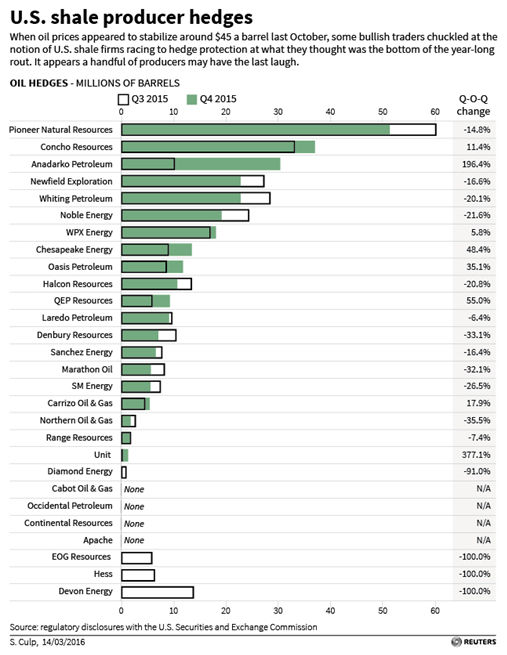 U.S. shale producer hedges
When oil prices appeared to stabilize around $45 a barrel last October, some bullish traders chuckled at the
notion of U.S. shale firms racing to hedge protection at what they thought was the bottom of the year-long
rout. It appears a handful of producers may have the last laugh.
OIL HEDGES - MILLIONS OF BARRELS
Q3 2015 Q4 2015 Q-O-Q
0 10 20 30 40 50 60 change
Pioneer Natural Resources -14.8%
Concho Resources 11.4%
Anadarko Petroleum 196.4%
Newfield Exploration -16.6%
Whiting Petroleum -20.1%
Noble Energy -21.6%
WPX Energy 5.8%
Chesapeake Energy 48.4%
Oasis Petroleum 35.1%
Halcon Resources -20.8%
QEP Resources 55.0%
Laredo Petroleum -6.4%
Denbury Resources -33.1%
Sanchez Energy -16.4%
Marathon Oil -32.1%
SM Energy -26.5%
Carrizo Oil & Gas 17.9%
Northern Oil & Gas -35.5%
Range Resources -7.4%
Unit 377.1%
Diamond Energy -91.0%
Cabot Oil & Gas None N/A
Occidental Petroleum None N/A
Continental Resources None N/A
Apache None N/A
EOG Resources -100.0%
Hess -100.0%
Devon Energy -100.0%
0 10 20 30 40 50 60
Source: regulatory disclosures with the U.S. Securities and Exchange Commission
S. Culp, 14/03/2016 REUTERS